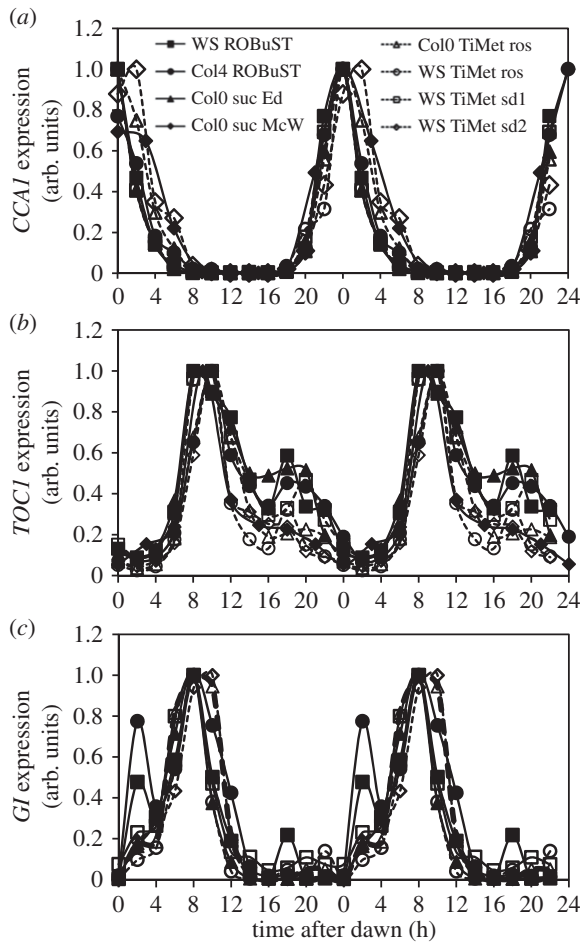 (a)
1.2
1.0
0.8
0.6
0.4
0.2
0
CCA1 expression
(arb. units)
WS ROBuST
Col4 ROBuST
Col0 suc Ed
Col0 suc McW
Col0 TiMet ros
WS TiMet ros
WS TiMet sd1
WS TiMet sd2
0 4 8 12 16 20 0 4 8 12 16 20 24
(b)
1.2
1.0
0.8
0.6
0.4
0.2
0
TOC1 expression
(arb. units)
0 4 8 12 16 20 0 4 8 12 16 20 24
(c)
1.2
1.0
0.8
0.6
0.4
0.2
0
GI expression
(arb. units)
0 4 8 12 16 20 0 4 8 12 16 20 24
time after dawn (h)